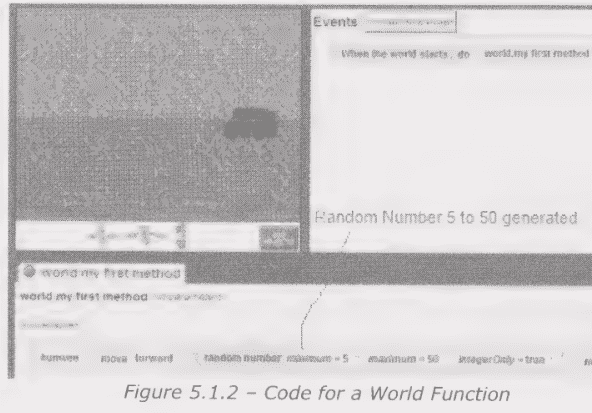 Events
When the world starts, do world.my first method
Random Number 5 to 50 generated
world.my first method
world.my first method
humvee move forward random number maximum = 5 maximum = 50 integerOnly = true
Figure 5.1.2 – Code for a World Function